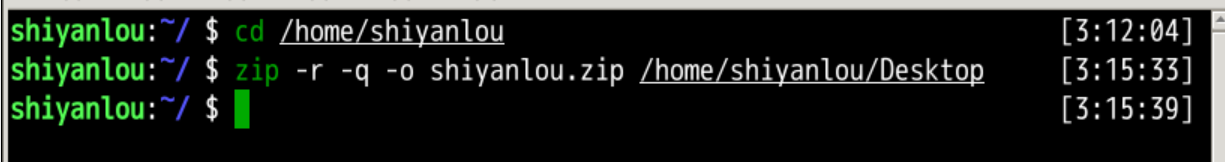 shiyanlou:~/ $ cd /home/shiyanlou [3:12:04]
shiyanlou:~/ $ zip -r -q -o shiyanlou.zip /home/shiyanlou/Desktop [3:15:33]
shiyanlou:~/ $ [3:15:39]